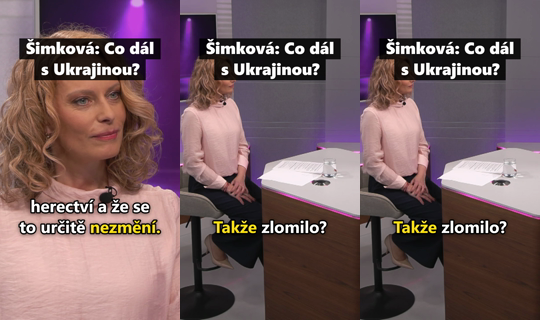 Šimková: Co dál
s Ukrajinou?
herectví a že se
to určitě nezmění.
Šimková: Co dál
s Ukrajinou?
Takže zlomilo?
Šimková: Co dál
s Ukrajinou?
Takže zlomilo?